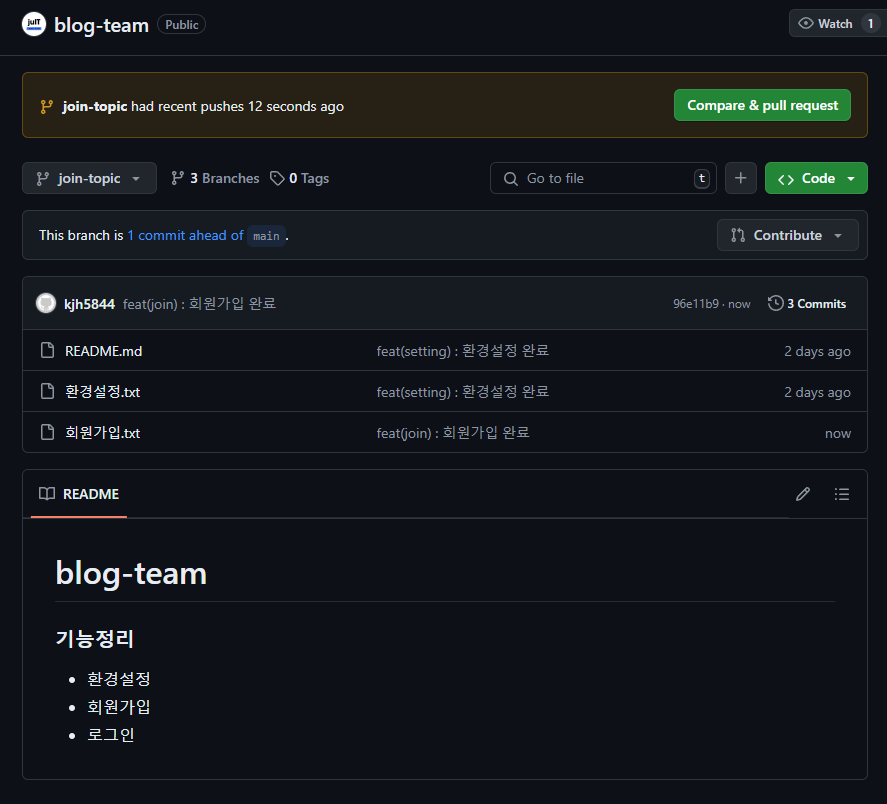 juIT
blog-team Public Watch 1
join-topic had recent pushes 12 seconds ago Compare & pull request
join-topic 3 Branches 0 Tags Go to file t Code
This branch is 1 commit ahead of main. Contribute
kjh5844 feat(join) : 회원가입 완료 96e11b9 · now 3 Commits
README.md feat(setting) : 환경설정 완료 2 days ago
환경설정.txt feat(setting) : 환경설정 완료 2 days ago
회원가입.txt feat(join) : 회원가입 완료 now
README
blog-team
기능정리
• 환경설정
• 회원가입
• 로그인